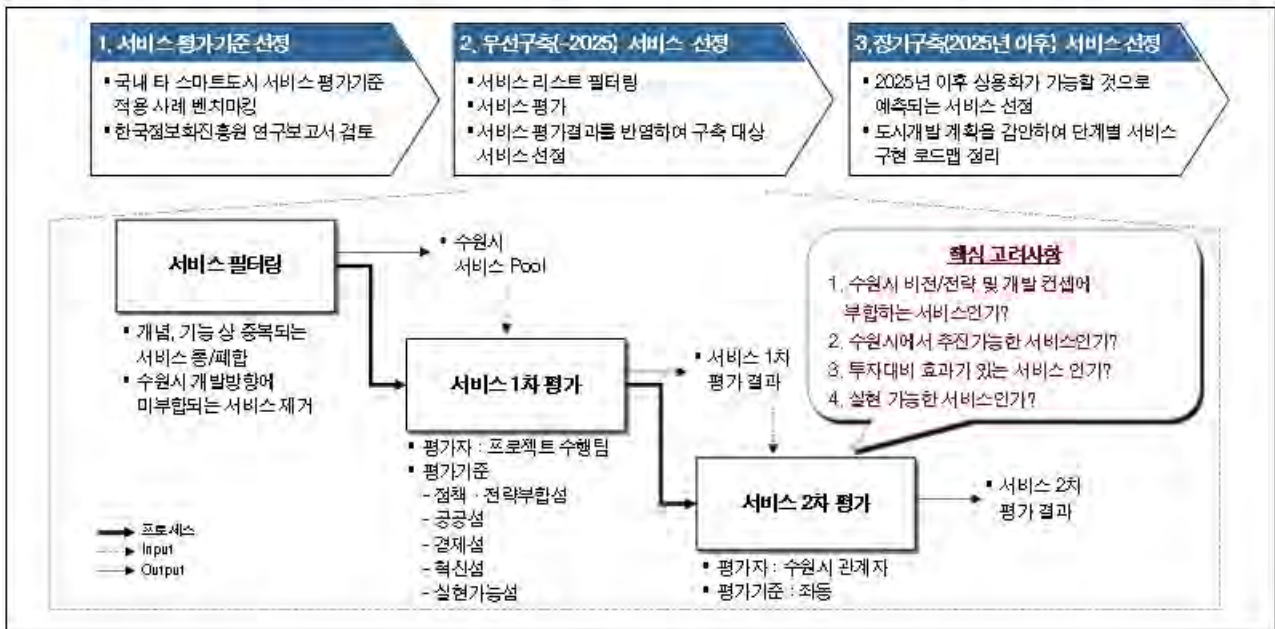 1. 서비스 평가기준 선정
▪ 국내 타 스마트도시 서비스 평가기준
적용 사례 벤치마킹
▪ 한국정보화진흥원 연구보고서 검토
2. 우선구축(~2025) 서비스 선정
▪ 서비스 리스트 필터링
▪ 서비스 평가
▪ 서비스 평가결과를 반영하여 구축 대상
서비스 선정
3.장기구축(2025년 이후) 서비스 선정
▪ 2025년 이후 상용화가 가능할 것으로
예측되는 서비스 선정
▪ 도시개발 계획을 감안하여 단계별 서비스
구현 로드맵 정리
서비스 필터링
▪ 수원시
서비스 Pool
▪ 개념, 기능 상 중복되는
서비스 통/폐합
▪ 수원시 개발방향에
미부합되는 서비스 제거
서비스 1차 평가
▪ 서비스 1차
평가 결과
▪ 평가자 : 프로젝트 수행팀
▪ 평가기준
- 정책 · 전략부합성
- 공공성
- 경제성
- 혁신성
- 실현가능성
핵심 고려사항
1. 수원시 비전/전략 및 개발 컨셉에
부합하는 서비스인가?
2. 수원시에서 추진가능한 서비스인가?
3. 투자대비 효과가 있는 서비스 인가?
4. 실현 가능한 서비스인가?
서비스 2차 평가
▪ 서비스 2차
평가 결과
▪ 평가자 : 수원시 관계자
▪ 평가기준 : 좌동
프로세스
Input
Output